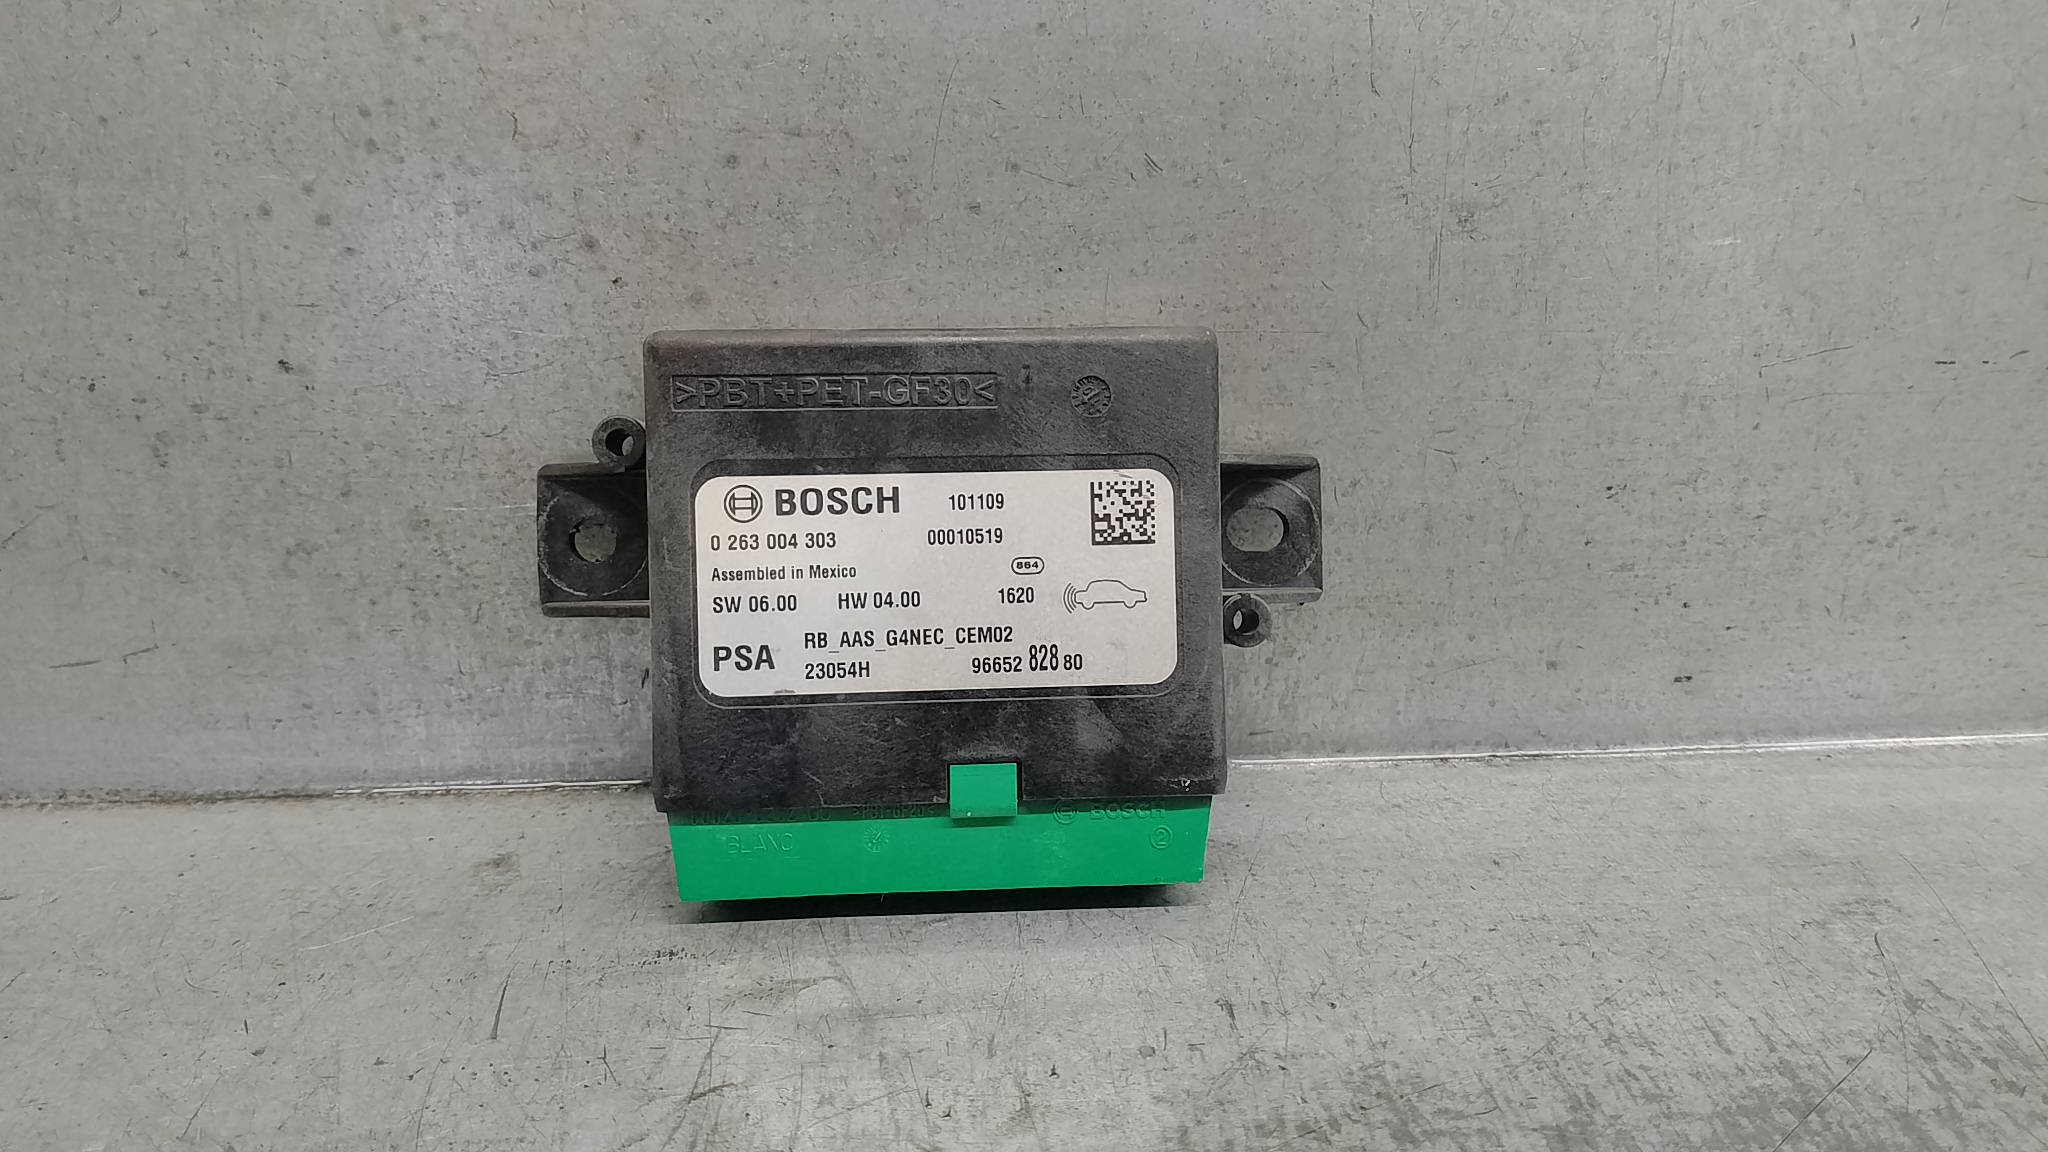 >PBT+PET-GF30<
BOSCH 101109
0 263 004 303 00010519
Assembled in Mexico 864
SW 06.00 HW 04.00 1620
RB_AAS_G4NEC_CEM02
PSA 23054H 96652 828 80
BOSCH
BLANC 2